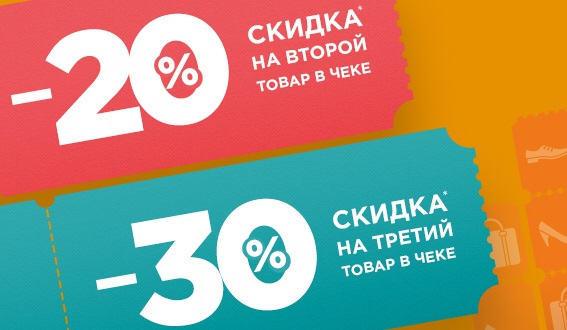 -20%
СКИДКА*
НА ВТОРОЙ
ТОВАР В ЧЕКЕ
-30%
СКИДКА*
НА ТРЕТИЙ
ТОВАР В ЧЕКЕ